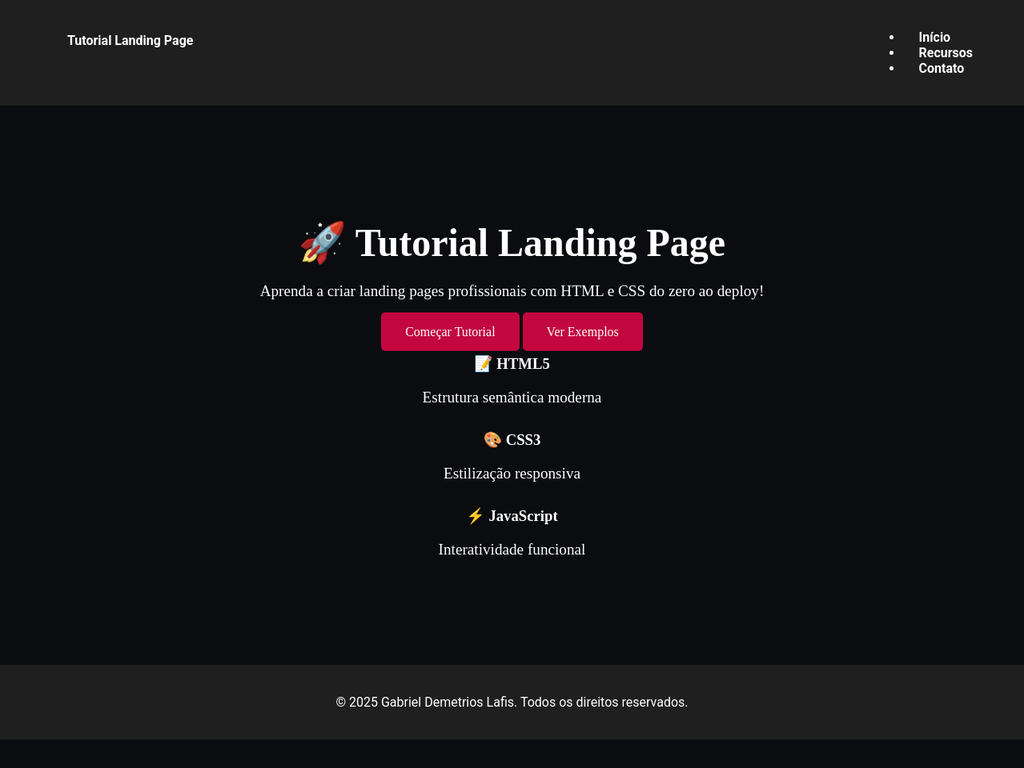 Tutorial Landing Page
Início
Recursos
Contato
🚀 Tutorial Landing Page
Aprenda a criar landing pages profissionais com HTML e CSS do zero ao deploy!
Começar Tutorial Ver Exemplos
📝 HTML5
Estrutura semântica moderna
🎨 CSS3
Estilização responsiva
⚡ JavaScript
Interatividade funcional
© 2025 Gabriel Demetrios Lafis. Todos os direitos reservados.